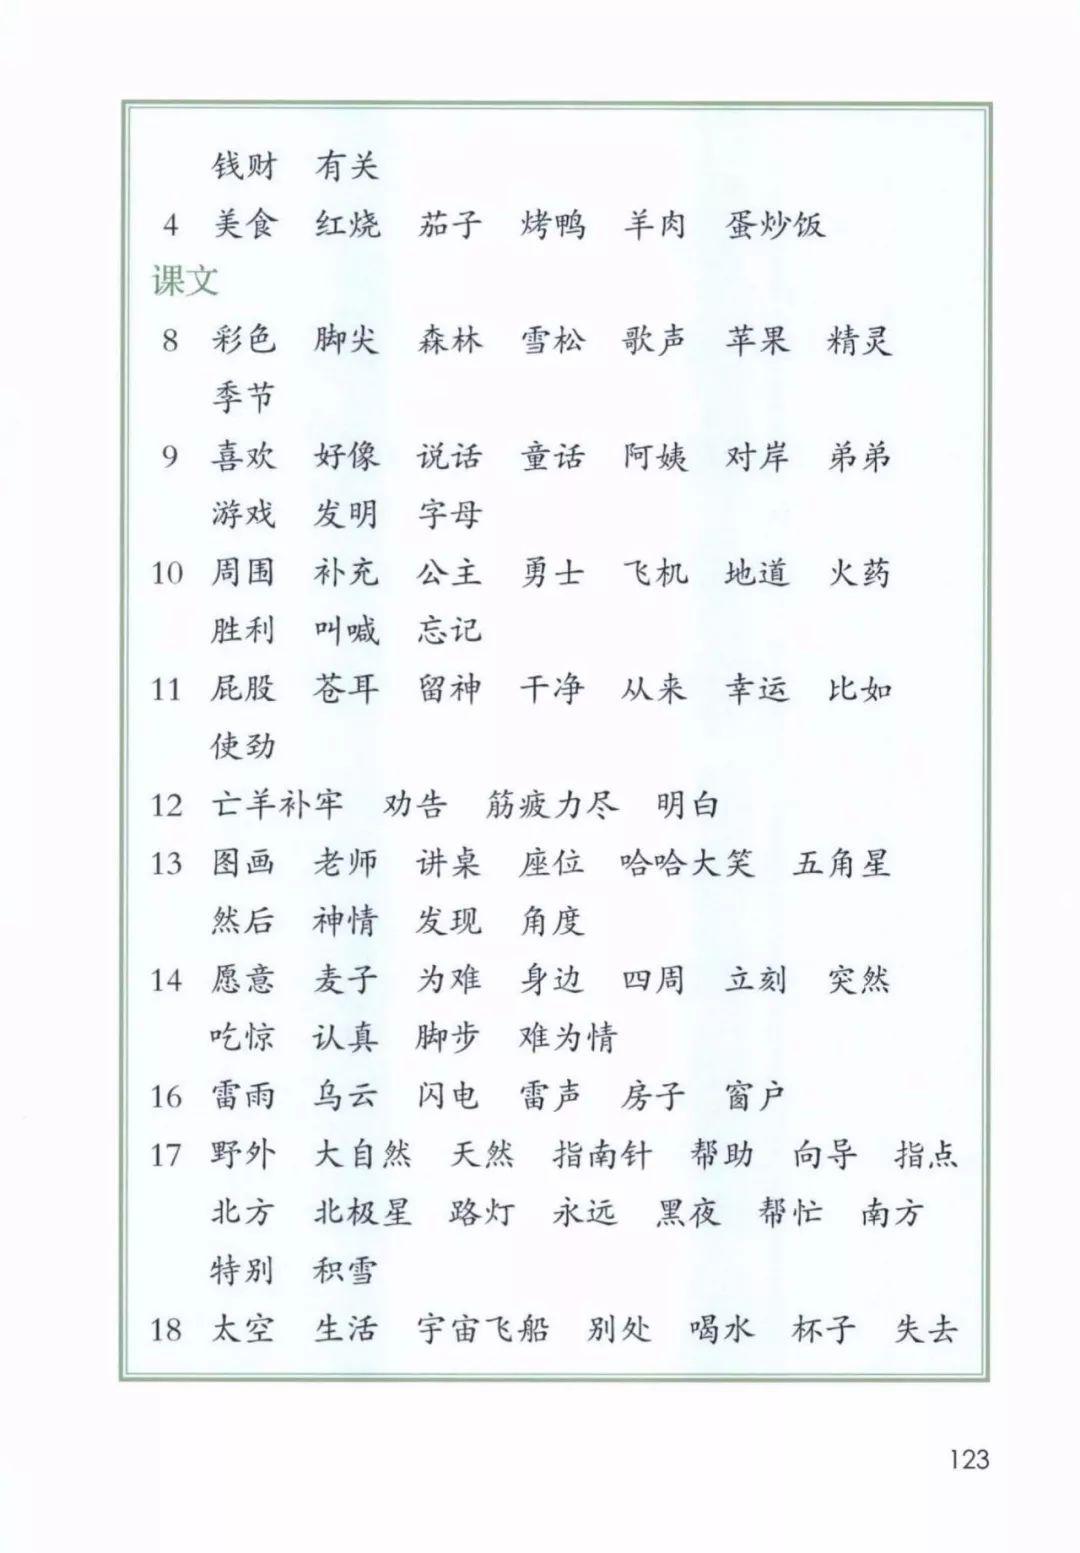 钱财 有关
4 美食 红烧 茄子 烤鸭 羊肉 蛋炒饭
课文
8 彩色 脚尖 森林 雪松 歌声 苹果 精灵
季节
9 喜欢 好像 说话 童话 阿姨 对岸 弟弟
游戏 发明 字母
10 周围 补充 公主 勇士 飞机 地道 火药
胜利 叫喊 忘记
11 屁股 苍耳 留神 干净 从来 幸运 比如
使劲
12 亡羊补牢 劝告 筋疲力尽 明白
13 图画 老师 讲桌 座位 哈哈大笑 五角星
然后 神情 发现 角度
14 愿意 麦子 为难 身边 四周 立刻 突然
吃惊 认真 脚步 难为情
16 雷雨 乌云 闪电 雷声 房子 窗户
17 野外 大自然 天然 指南针 帮助 向导 指点
北方 北极星 路灯 永远 黑夜 帮忙 南方
特别 积雪
18 太空 生活 宇宙飞船 别处 喝水 杯子 失去
123